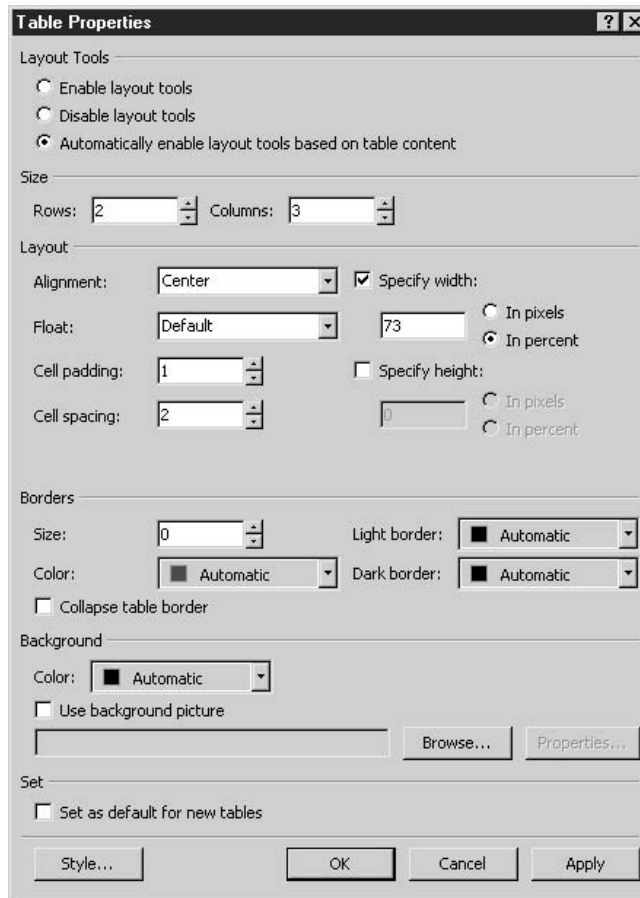 Table Properties
Layout Tools
Enable layout tools
Disable layout tools
Automatically enable layout tools based on table content
Size
Rows: 2 Columns: 3
Layout
Alignment: Center Specify width:
Float: Default 73 In pixels
In percent
Cell padding: 1 Specify height:
Cell spacing: 2 0 In pixels
In percent
Borders
Size: 0 Light border: Automatic
Color: Automatic Dark border: Automatic
Collapse table border
Background
Color: Automatic
Use background picture
Browse... Properties...
Set
Set as default for new tables
Style... OK Cancel Apply